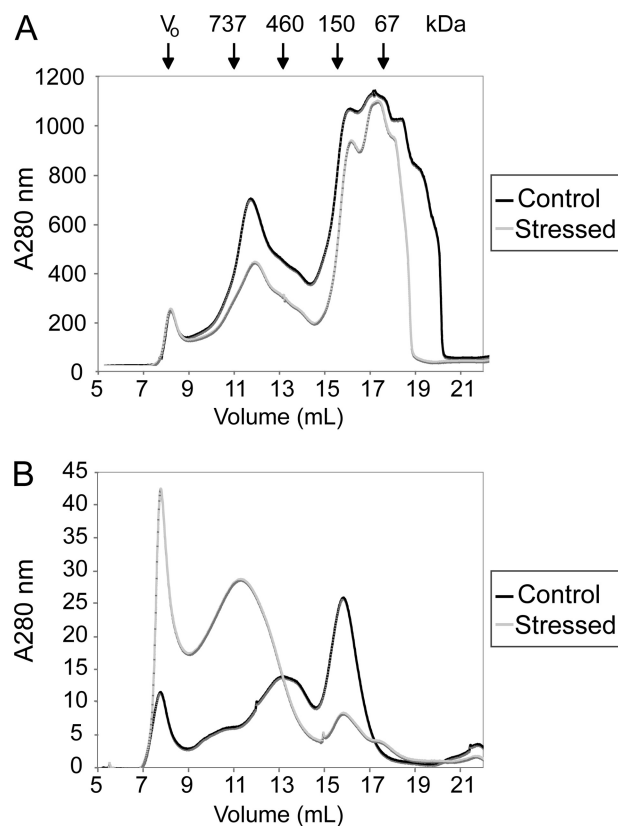 A
Vo 737 460 150 67 kDa
1200
1000
800
600
400
200
0
A280 nm
5 7 9 11 13 15 17 19 21
Volume (mL)
Control
Stressed
B
45
40
35
30
25
20
15
10
5
0
A280 nm
5 7 9 11 13 15 17 19 21
Volume (mL)
Control
Stressed